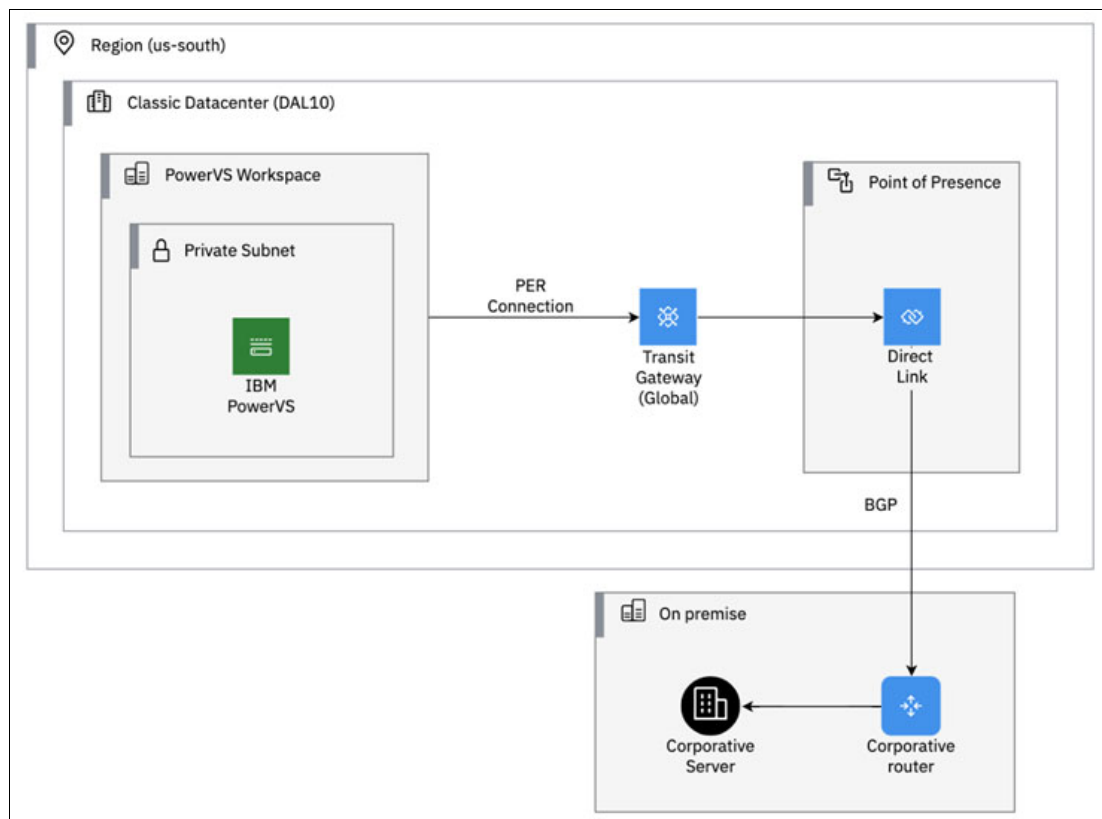 Region (us-south)
Classic Datacenter (DAL10)
PowerVS Workspace
Point of Presence
Private Subnet
PER
Connection
IBM
PowerVS
Transit
Gateway
(Global)
Direct
Link
BGP
On premise
Corporative
Server
Corporative
router